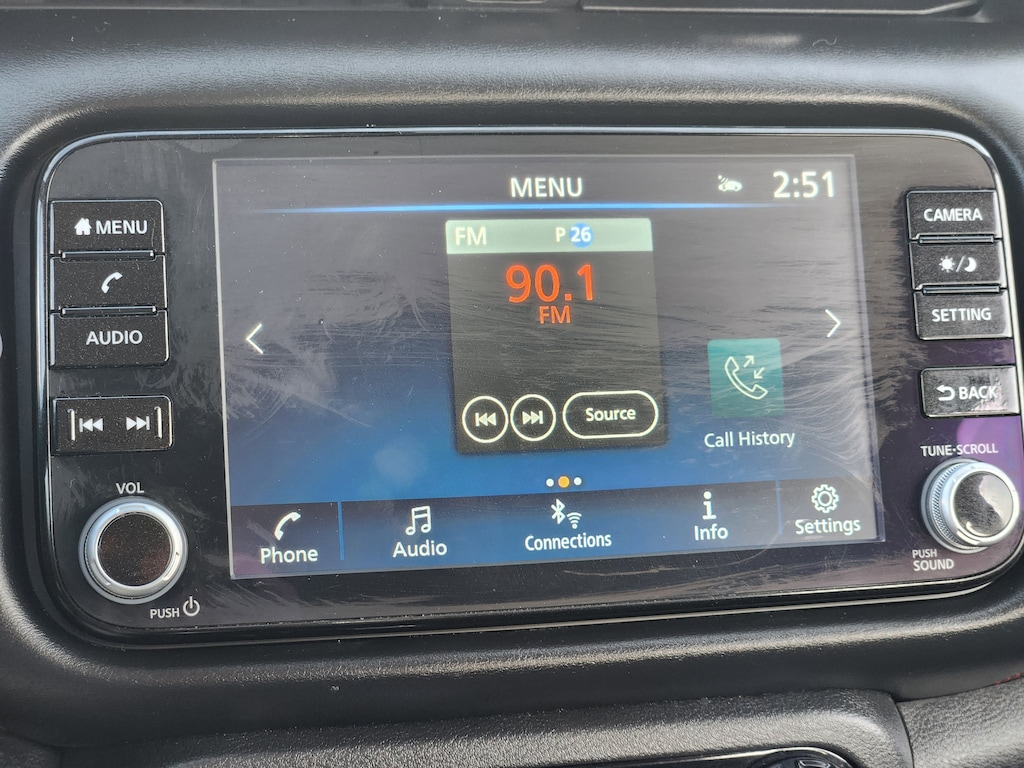 MENU
2:51
MENU
AUDIO
VOL
PUSH
FM
P 26
90.1
FM
Source
Call History
Phone
Audio
Connections
Info
Settings
CAMERA
SETTING
BACK
TUNE·SCROLL
PUSH
SOUND